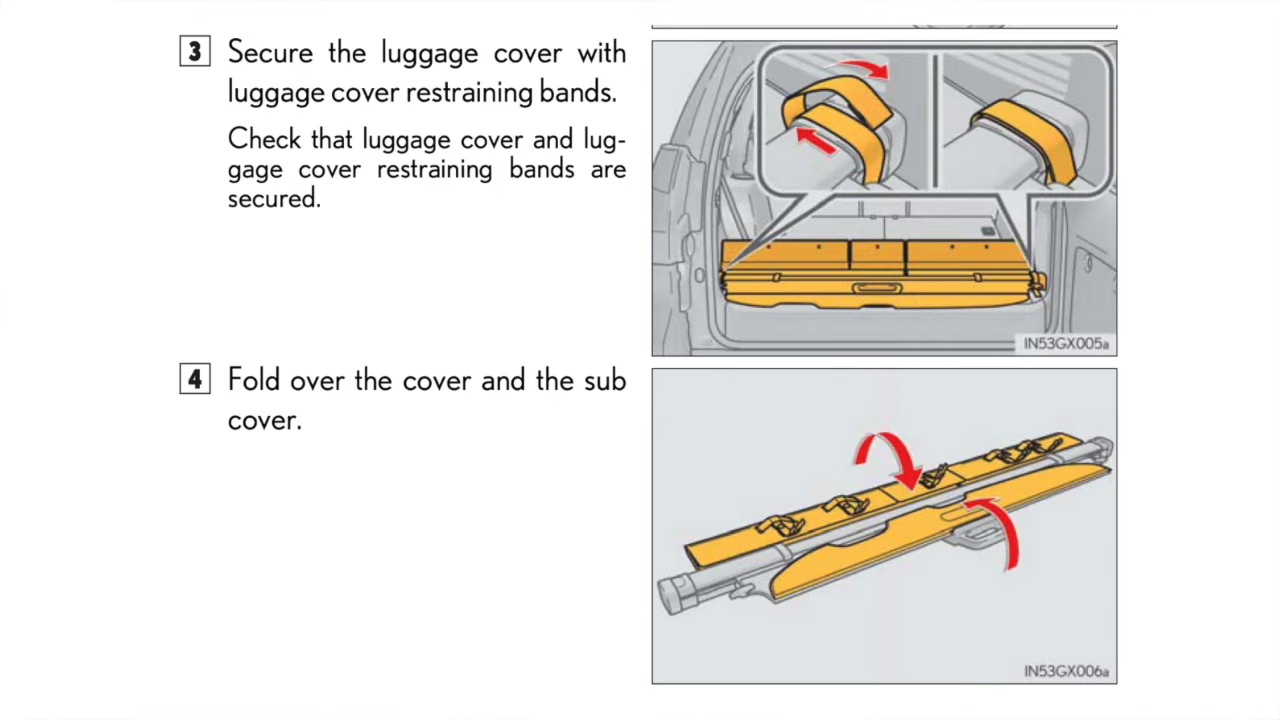 3 Secure the luggage cover with
luggage cover restraining bands.
Check that luggage cover and lug-
gage cover restraining bands are
secured.
IN53GX005a
4 Fold over the cover and the sub
cover.
IN53GX006a